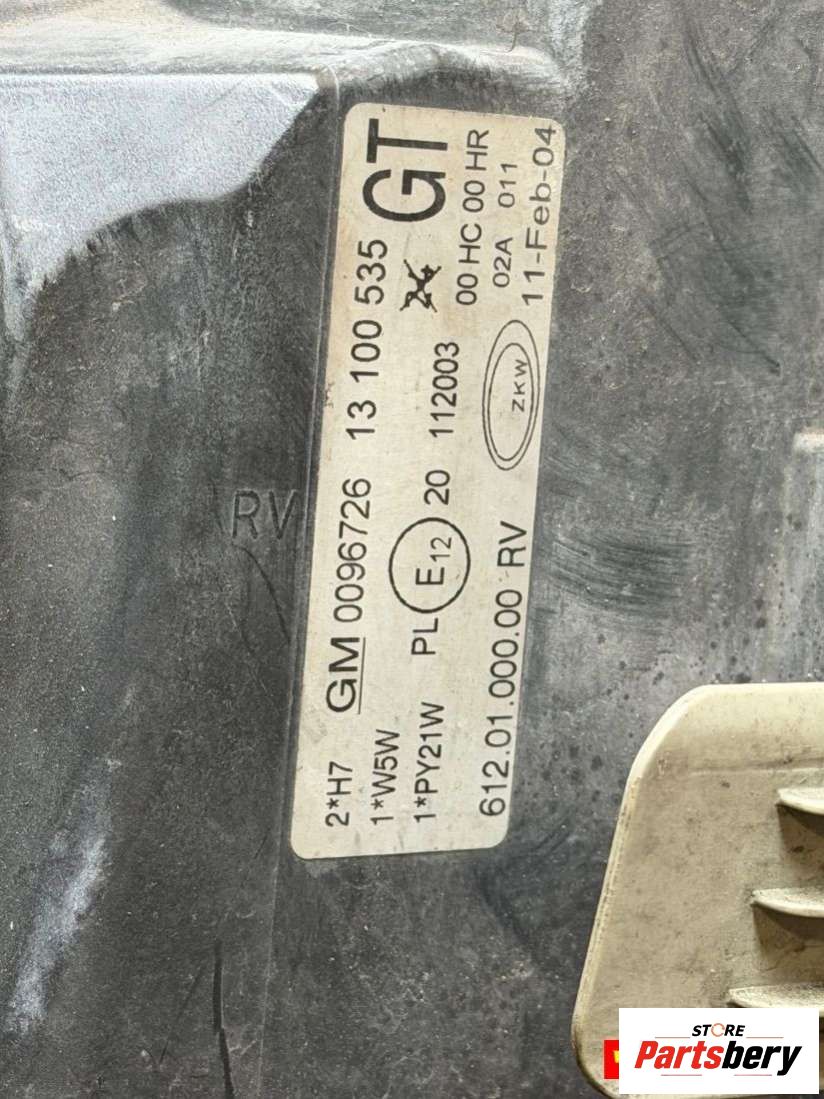 2*H7 GM 0096726 13 100 535 GT
1*W5W
1*PY21W PL E12 20 112003 00 HC 00 HR
02A 011
612.01.000.00 RV ZKW 11-Feb-04
RV
STORE
Partsbery